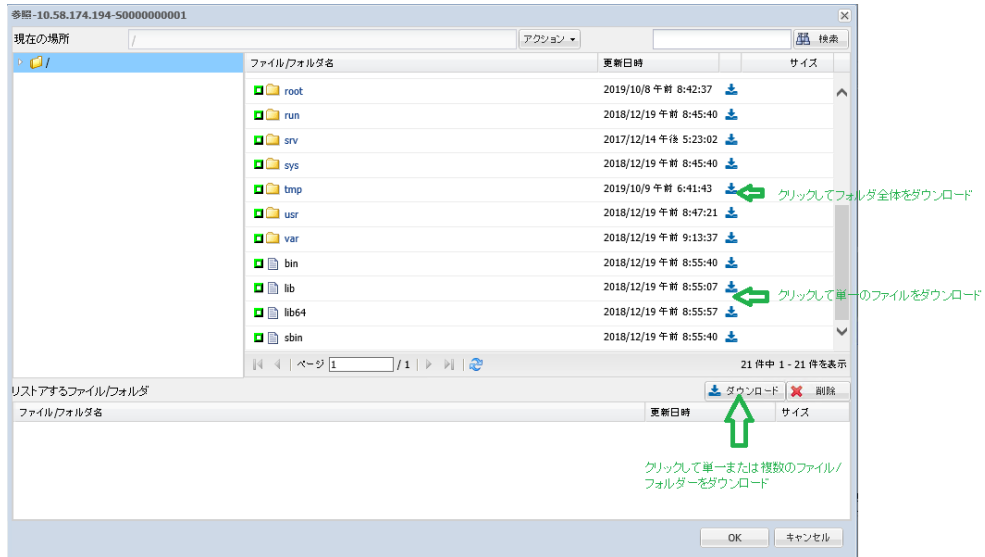 参照-10.58.174.194-S0000000001
現在の場所 / アクション 検索
/
ファイル/フォルダ名 更新日時 サイズ
root 2019/10/8 午前 8:42:37
run 2018/12/19 午前 8:45:40
srv 2017/12/14 午後 5:23:02
sys 2018/12/19 午前 8:45:40
tmp 2019/10/9 午前 6:41:43
クリックしてフォルダ全体をダウンロード
usr 2018/12/19 午前 8:47:21
var 2018/12/19 午前 9:13:37
bin 2018/12/19 午前 8:55:40
lib 2018/12/19 午前 8:55:07
クリックして単一のファイルをダウンロード
lib64 2018/12/19 午前 8:55:57
sbin 2018/12/19 午前 8:55:40
ページ 1 / 1 21 件中 1 - 21 件を表示
リストアするファイル/フォルダ ダウンロード 削除
ファイル/フォルダ名 更新日時 サイズ
クリックして単一または複数のファイル/
フォルダーをダウンロード
OK キャンセル